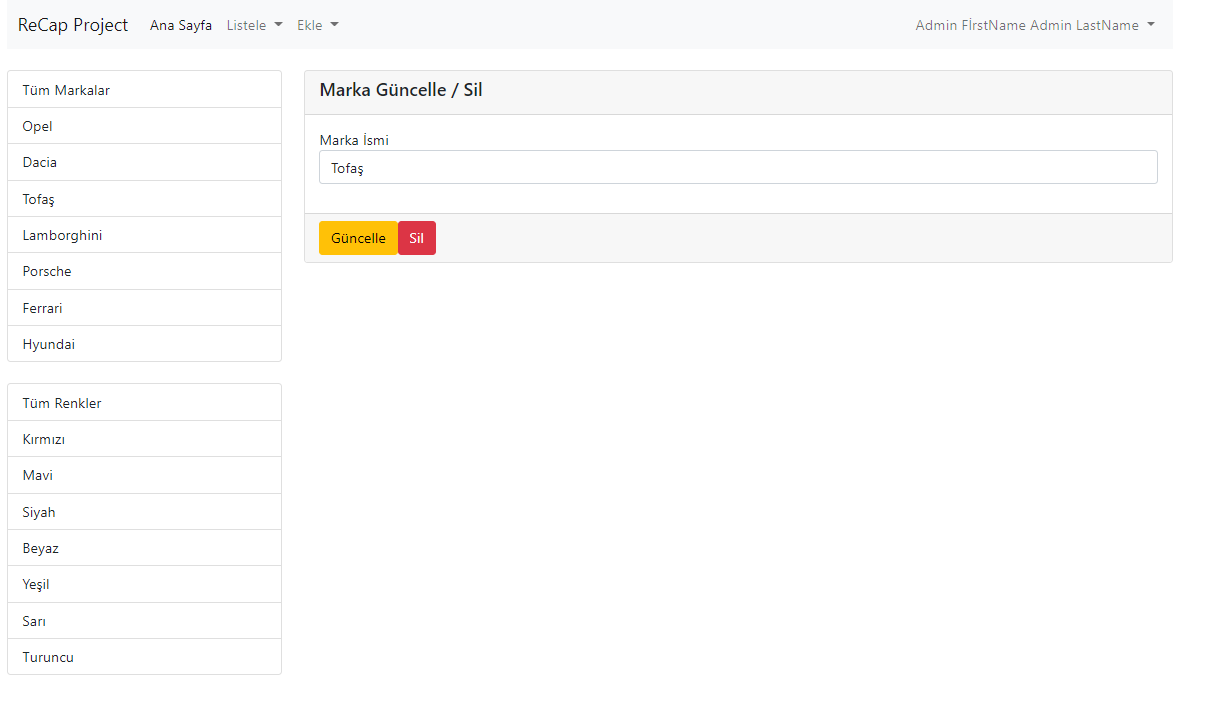 ReCap Project Ana Sayfa Listele Ekle Admin FİrstName Admin LastName
Tüm Markalar
Opel
Dacia
Tofaş
Lamborghini
Porsche
Ferrari
Hyundai
Tüm Renkler
Kırmızı
Mavi
Siyah
Beyaz
Yeşil
Sarı
Turuncu
Marka Güncelle / Sil
Marka İsmi
Tofaş
Güncelle Sil